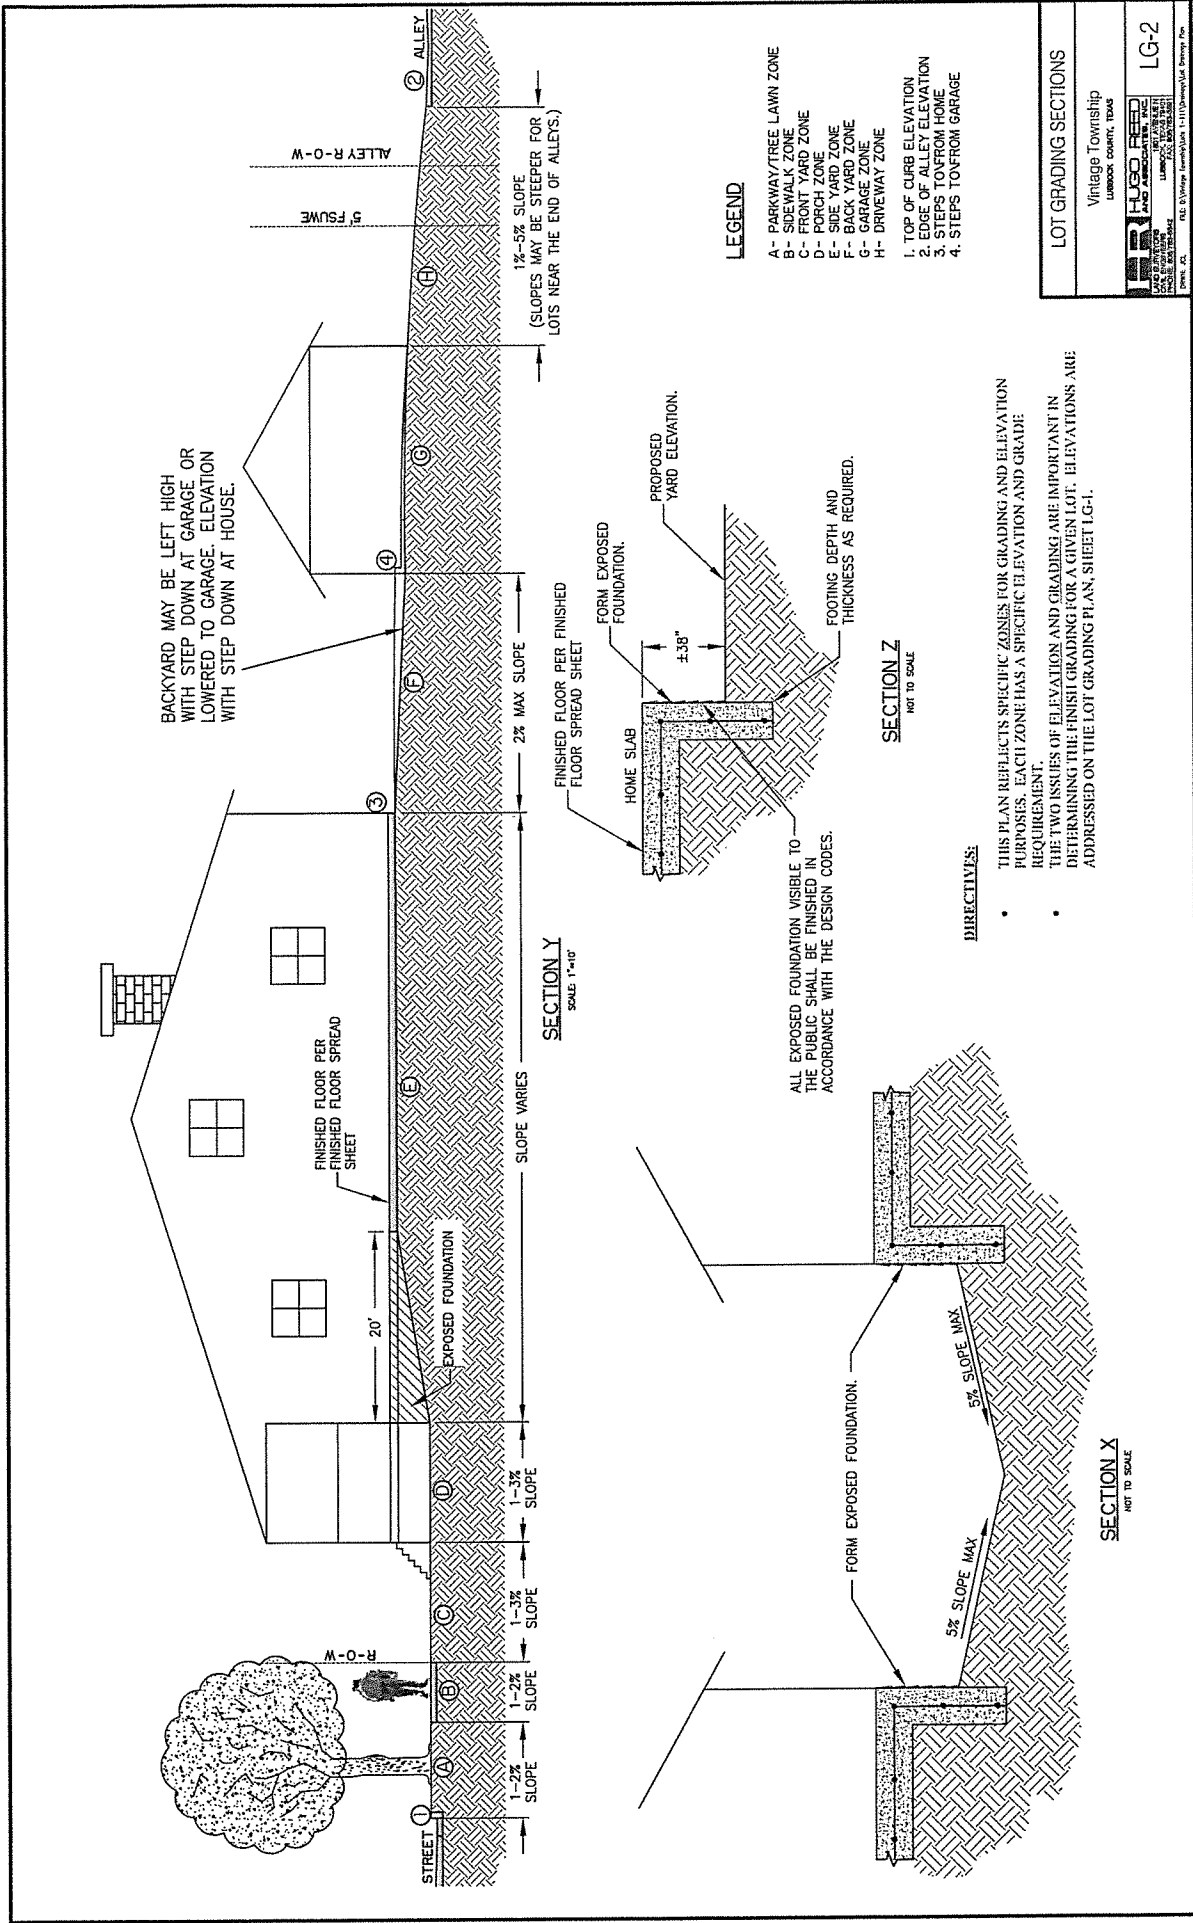 BACKYARD MAY BE LEFT HIGH
WITH STEP DOWN AT GARAGE OR
LOWERED TO GARAGE. ELEVATION
WITH STEP DOWN AT HOUSE.
FINISHED FLOOR PER
FINISHED FLOOR SPREAD
SHEET
20'
EXPOSED FOUNDATION
R-O-W
5' FSUWE
ALLEY R-O-W
STREET
1
A
B
C
D
E
3
F
4
G
H
2
ALLEY
1-2%
SLOPE
1-2%
SLOPE
1-3%
SLOPE
1-3%
SLOPE
SLOPE VARIES
2% MAX SLOPE
1%-5% SLOPE
(SLOPES MAY BE STEEPER FOR
LOTS NEAR THE END OF ALLEYS.)
SECTION Y
SCALE: 1"=10'
FORM EXPOSED FOUNDATION.
5% SLOPE MAX
5% SLOPE MAX
SECTION X
NOT TO SCALE
FINISHED FLOOR PER FINISHED
FLOOR SPREAD SHEET
HOME SLAB
FORM EXPOSED
FOUNDATION.
±38"
PROPOSED
YARD ELEVATION.
ALL EXPOSED FOUNDATION VISIBLE TO
THE PUBLIC SHALL BE FINISHED IN
ACCORDANCE WITH THE DESIGN CODES.
FOOTING DEPTH AND
THICKNESS AS REQUIRED.
SECTION Z
NOT TO SCALE
LEGEND
A- PARKWAY/TREE LAWN ZONE
B- SIDEWALK ZONE
C- FRONT YARD ZONE
D- PORCH ZONE
E- SIDE YARD ZONE
F- BACK YARD ZONE
G- GARAGE ZONE
H- DRIVEWAY ZONE
1. TOP OF CURB ELEVATION
2. EDGE OF ALLEY ELEVATION
3. STEPS TO\FROM HOME
4. STEPS TO\FROM GARAGE
DIRECTIVES:
• THIS PLAN REFLECTS SPECIFIC ZONES FOR GRADING AND ELEVATION
PURPOSES. EACH ZONE HAS A SPECIFIC ELEVATION AND GRADE
REQUIREMENT.
• THE TWO ISSUES OF ELEVATION AND GRADING ARE IMPORTANT IN
DETERMINING THE FINISH GRADING FOR A GIVEN LOT. ELEVATIONS ARE
ADDRESSED ON THE LOT GRADING PLAN, SHEET LG-1.
LOT GRADING SECTIONS
Vintage Township
LUBBOCK COUNTY, TEXAS
HUGO REED
AND ASSOCIATES, INC.
LAND SURVEYORS
CIVIL ENGINEERS
LG-2